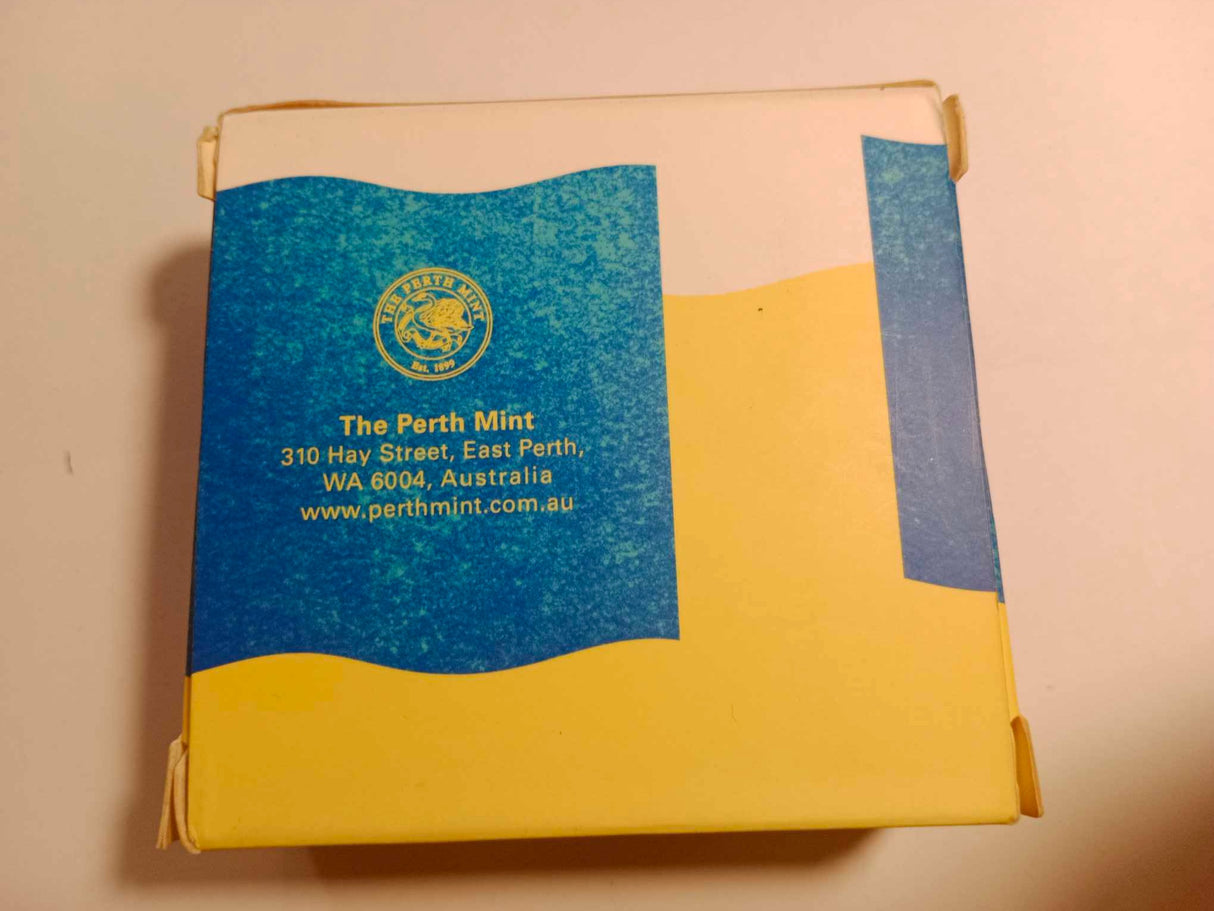 THE PERTH MINT
Est. 1899
The Perth Mint
310 Hay Street, East Perth,
WA 6004, Australia
www.perthmint.com.au